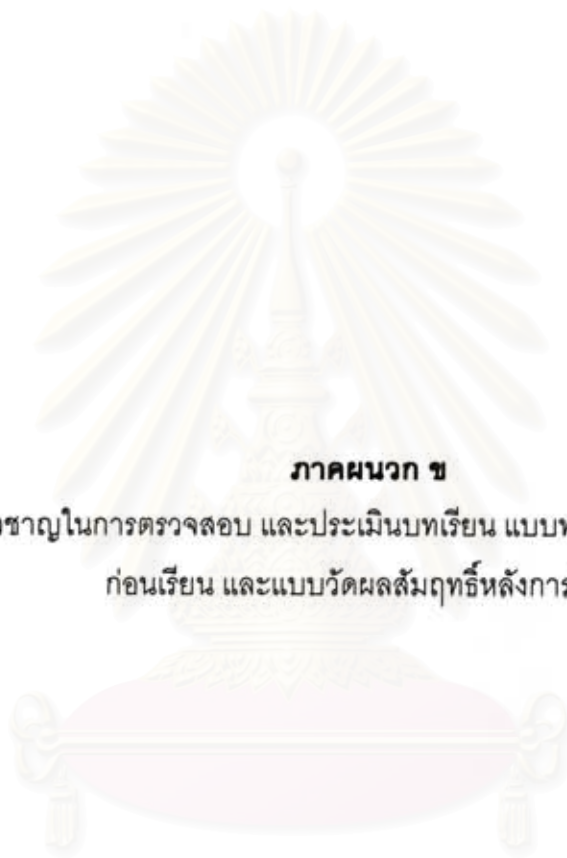 ภาคผนวก ข
วชาญในการตรวจสอบ และประเมินบทเรียน แบบท
ก่อนเรียน และแบบวัดผลสัมฤทธิ์หลังการ